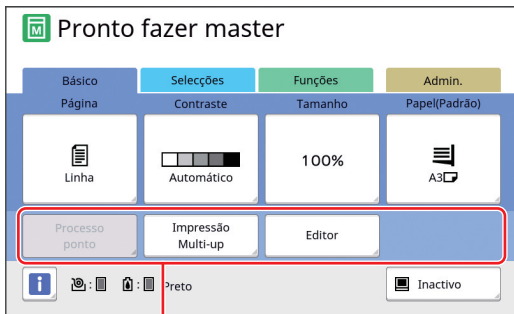 Pronto fazer master
Básico Selecções Funções Admin.
Página Contraste Tamanho Papel(Padrão)
100%
Linha Automático A3
Processo ponto
Impressão Multi-up
Editor
: : Preto Inactivo